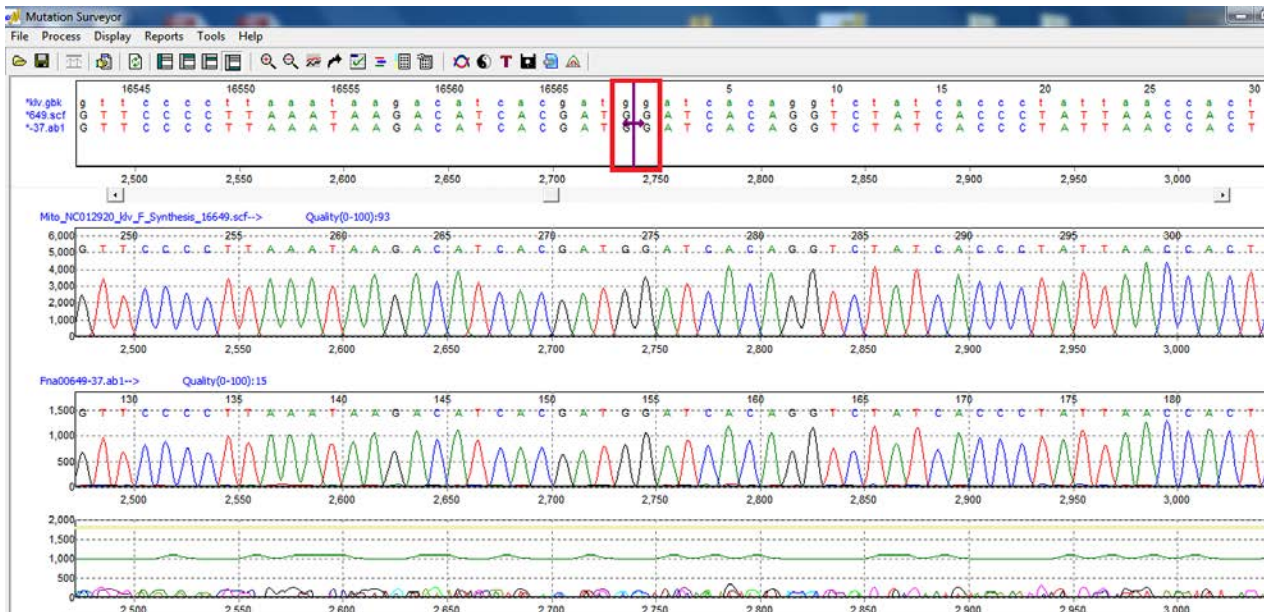 Mutation Surveyor
File Process Display Reports Tools Help
16545 16550 16555 16560 16565 5 10 15 20 25 30
*klv.gbk g t t c c c c t t a a a t a a g a c a t c a c g a t g g a t c a c a g g t c t a t c a c c c t a t t a a c c a c t
*649.scf G T T C C C C T T A A A T A A G A C A T C A C G A T G G A T C A C A G G T C T A T C A C C C T A T T A A C C A C T
*-37.ab1 G T T C C C C T T A A A T A A G A C A T C A C G A T G G A T C A C A G G T C T A T C A C C C T A T T A A C C A C T
2,500 2,550 2,600 2,650 2,700 2,750 2,800 2,850 2,900 2,950 3,000
Mito_NC012920_klv_F_Synthesis_16649.scf--> Quality(0-100):93
250 255 260 265 270 275 280 285 290 295 300
6,000
G T T C C C C T T A A A T A A G A C A T C A C G A T G G A T C A C A G G T C T A T C A C C C T A T T A A C C A C T
5,000
4,000
3,000
2,000
1,000
0
2,500 2,550 2,600 2,650 2,700 2,750 2,800 2,850 2,900 2,950 3,000
Fna00649-37.ab1--> Quality(0-100):15
130 135 140 145 150 155 160 165 170 175 180
1,500 G T T C C C C T T A A A T A A G A C A T C A C G A T G G A T C A C A G G T C T A T C A C C C T A T T A A C C A C T
1,000
500
0
2,500 2,550 2,600 2,650 2,700 2,750 2,800 2,850 2,900 2,950 3,000
2,000
1,500
1,000
500
0
2,500 2,550 2,600 2,650 2,700 2,750 2,800 2,850 2,900 2,950 3,000